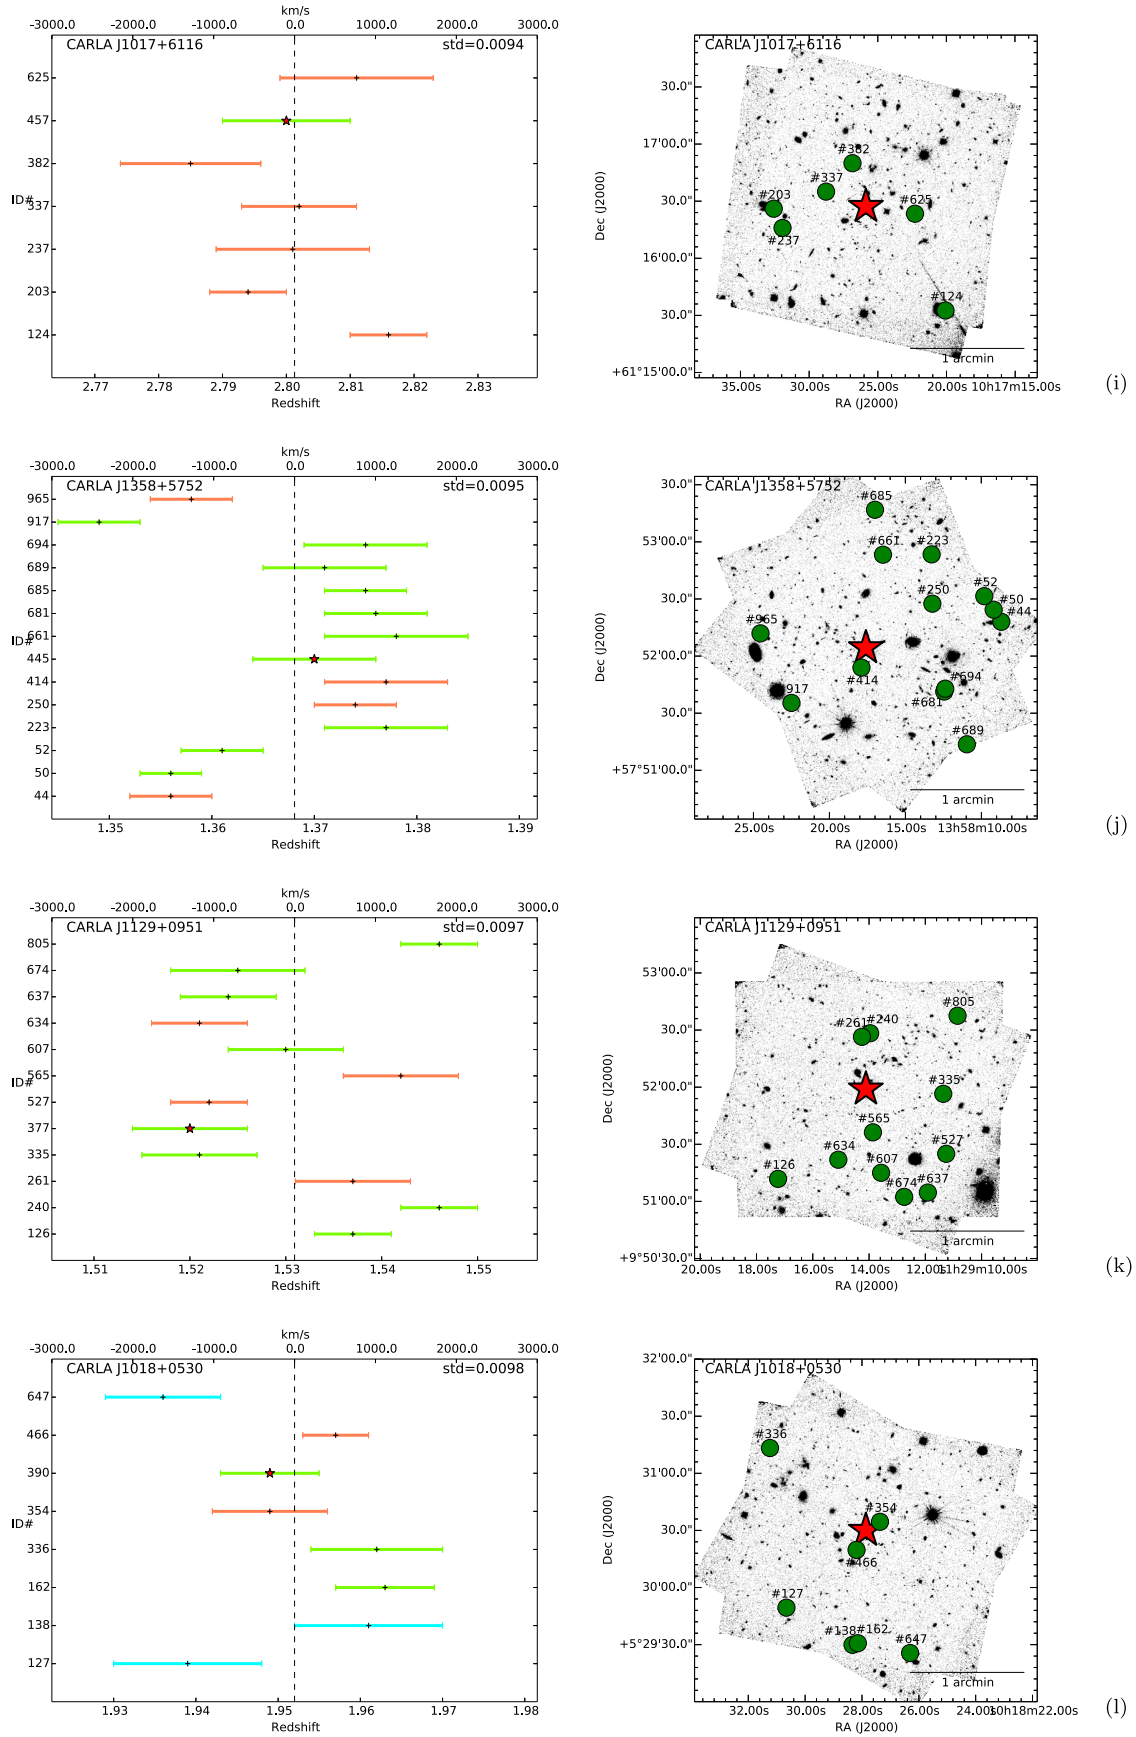 km/s
-3000.0 -2000.0 -1000.0 0.0 1000.0 2000.0 3000.0
CARLA J1017+6116 std=0.0094
625
457
382
337
237
203
124
ID#
2.77 2.78 2.79 2.80 2.81 2.82 2.83
Redshift
CARLA J1017+6116
30.0"
17'00.0"
30.0"
16'00.0"
30.0"
+61°15'00.0"
Dec (J2000)
#382
#337
#203
#625
#237
#124
1 arcmin
35.00s 30.00s 25.00s 20.00s 10h17m15.00s
RA (J2000)
(i)
km/s
-3000.0 -2000.0 -1000.0 0.0 1000.0 2000.0 3000.0
CARLA J1358+5752 std=0.0095
965
917
694
689
685
681
661
445
414
250
223
52
50
44
ID#
1.35 1.36 1.37 1.38 1.39
Redshift
CARLA J1358+5752
30.0"
53'00.0"
30.0"
52'00.0"
30.0"
+57°51'00.0"
Dec (J2000)
#685
#661 #223
#52
#250 #50
#44
#965
#414 #694
917
#681
#689
1 arcmin
25.00s 20.00s 15.00s 13h58m10.00s
RA (J2000)
(j)
km/s
-3000.0 -2000.0 -1000.0 0.0 1000.0 2000.0 3000.0
CARLA J1129+0951 std=0.0097
805
674
637
634
607
565
527
377
335
261
240
126
ID#
1.51 1.52 1.53 1.54 1.55
Redshift
CARLA J1129+0951
53'00.0"
30.0"
52'00.0"
30.0"
51'00.0"
+9°50'30.0"
Dec (J2000)
#805
#261 #240
#335
#565
#634 #527
#126 #607
#674 #637
1 arcmin
20.00s 18.00s 16.00s 14.00s 12.00s 11h29m10.00s
RA (J2000)
(k)
km/s
-3000.0 -2000.0 -1000.0 0.0 1000.0 2000.0 3000.0
CARLA J1018+0530 std=0.0098
647
466
390
354
336
162
138
127
ID#
1.93 1.94 1.95 1.96 1.97 1.98
Redshift
CARLA J1018+0530
32'00.0"
30.0"
31'00.0"
30.0"
30'00.0"
+5°29'30.0"
Dec (J2000)
#336
#354
#466
#127
#138 #162
#647
1 arcmin
32.00s 30.00s 28.00s 26.00s 24.00s 10h18m22.00s
RA (J2000)
(l)